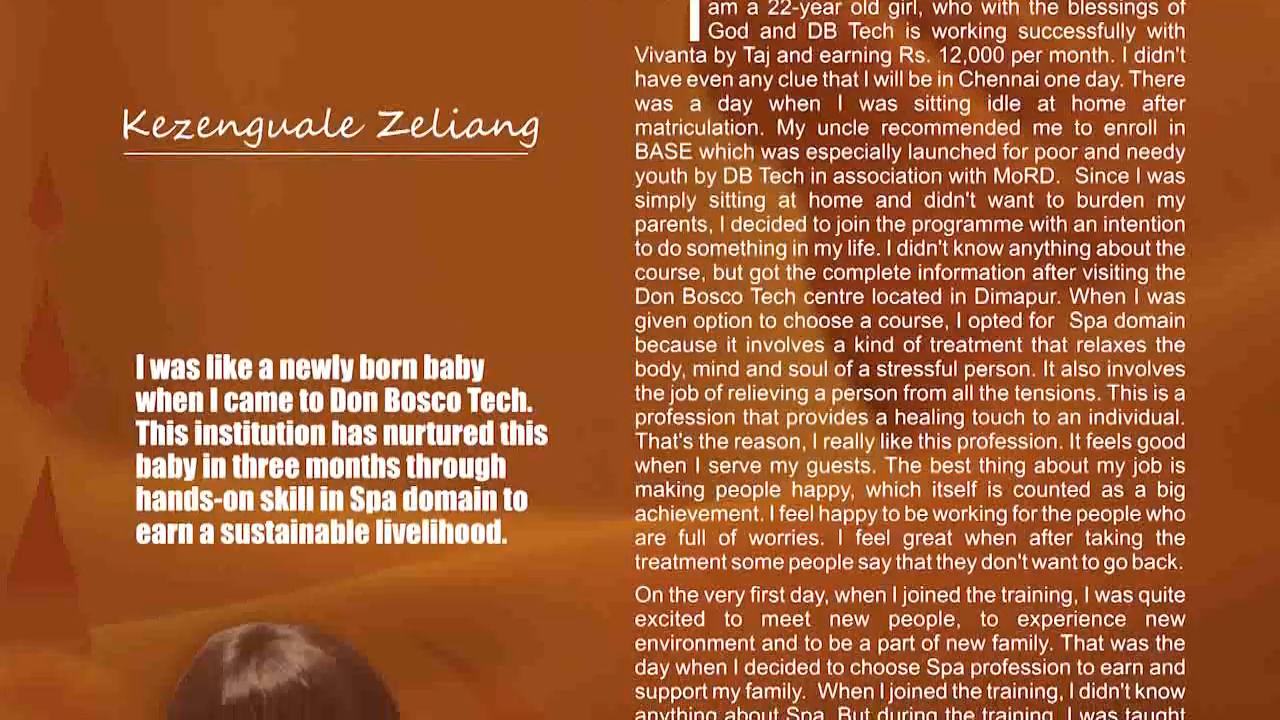 Kezenguale Zeliang
I was like a newly born baby
when I came to Don Bosco Tech.
This institution has nurtured this
baby in three months through
hands-on skill in Spa domain to
earn a sustainable livelihood.
I am a 22-year old girl, who with the blessings of
God and DB Tech is working successfully with
Vivanta by Taj and earning Rs. 12,000 per month. I didn't
have even any clue that I will be in Chennai one day. There
was a day when I was sitting idle at home after
matriculation. My uncle recommended me to enroll in
BASE which was especially launched for poor and needy
youth by DB Tech in association with MoRD. Since I was
simply sitting at home and didn't want to burden my
parents, I decided to join the programme with an intention
to do something in my life. I didn't know anything about the
course, but got the complete information after visiting the
Don Bosco Tech centre located in Dimapur. When I was
given option to choose a course, I opted for Spa domain
because it involves a kind of treatment that relaxes the
body, mind and soul of a stressful person. It also involves
the job of relieving a person from all the tensions. This is a
profession that provides a healing touch to an individual.
That's the reason, I really like this profession. It feels good
when I serve my guests. The best thing about my job is
making people happy, which itself is counted as a big
achievement. I feel happy to be working for the people who
are full of worries. I feel great when after taking the
treatment some people say that they don't want to go back.
On the very first day, when I joined the training, I was quite
excited to meet new people, to experience new
environment and to be a part of new family. That was the
day when I decided to choose Spa profession to earn and
support my family. When I joined the training, I didn't know
anything about Spa. But during the training, I was taught